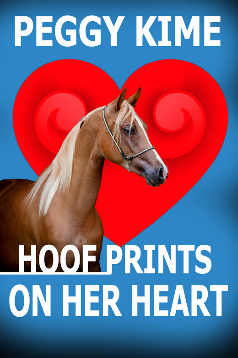 PEGGY KIME
HOOF PRINTS
ON HER HEART